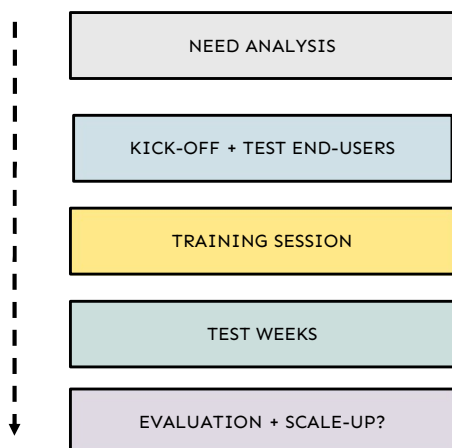 NEED ANALYSIS
KICK-OFF + TEST END-USERS
TRAINING SESSION
TEST WEEKS
EVALUATION + SCALE-UP?